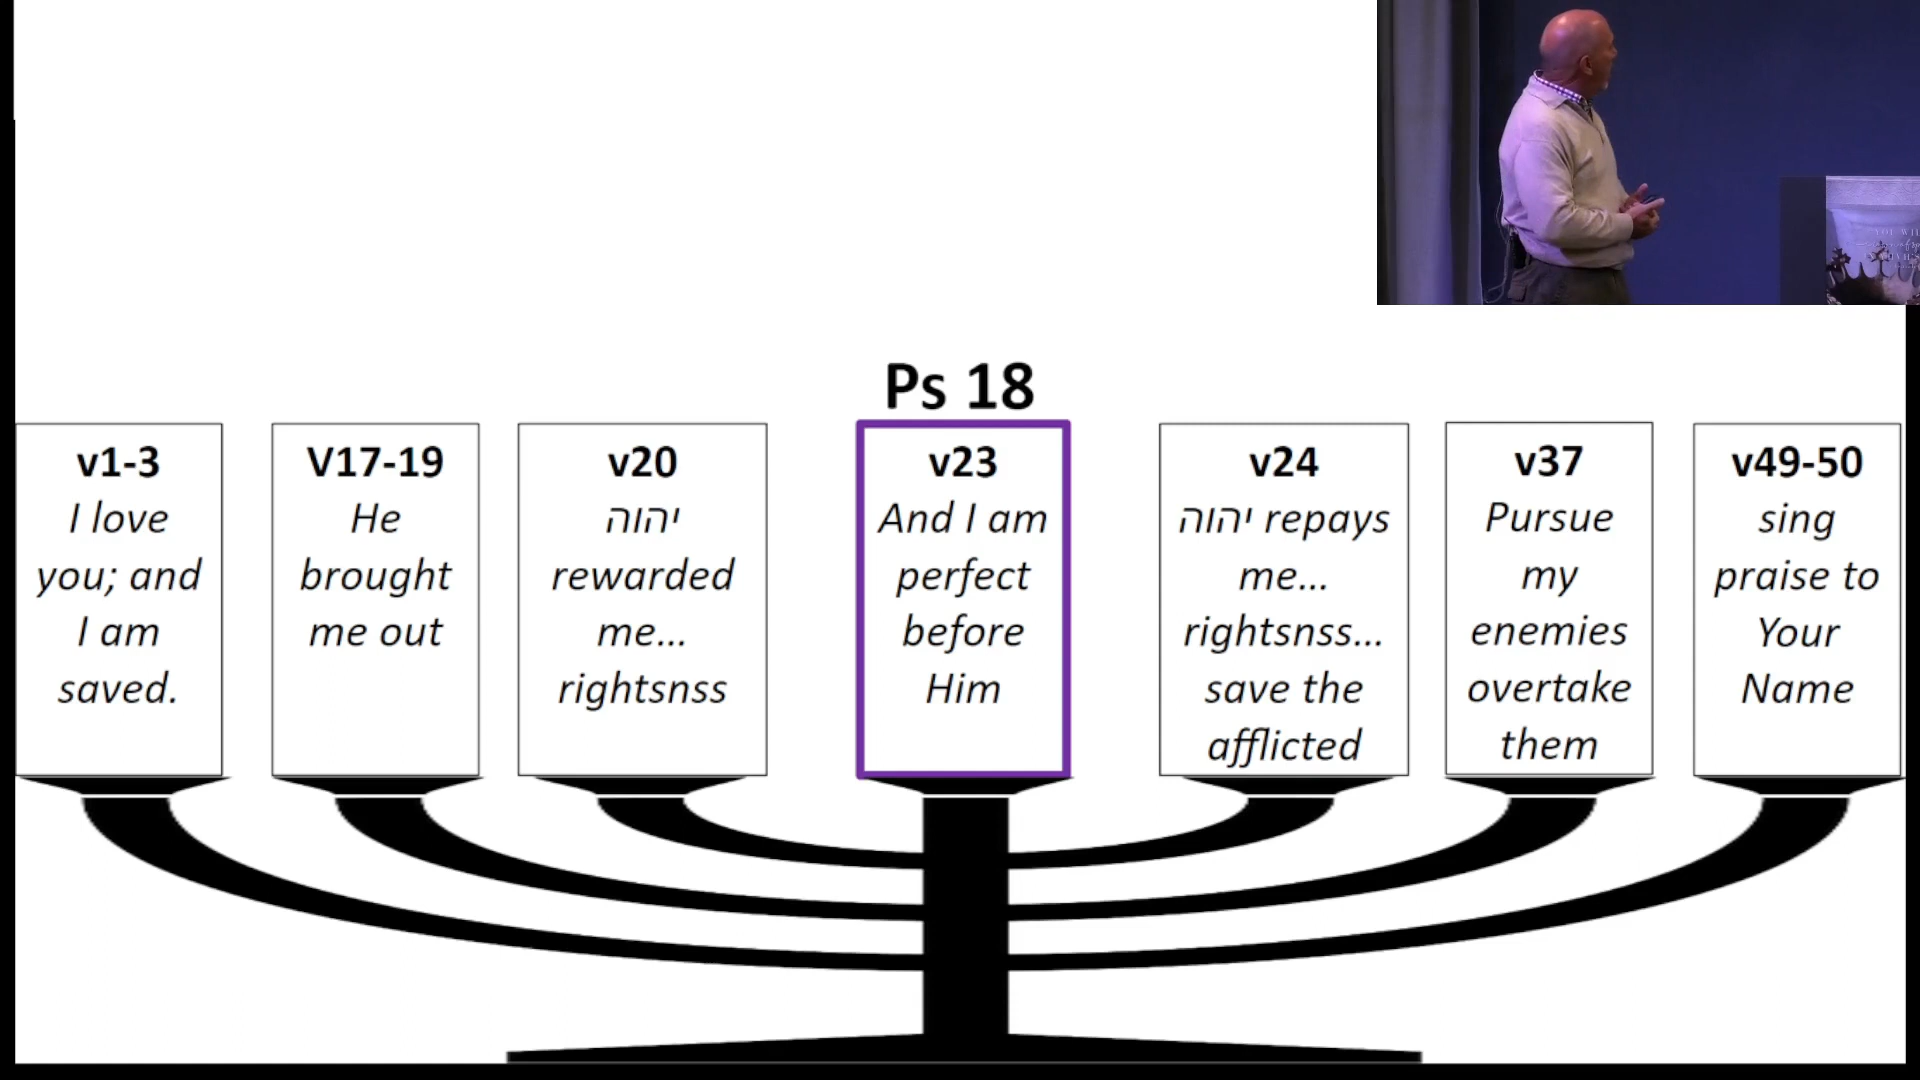 Ps 18
v1-3
I love
you; and
I am
saved.
V17-19
He
brought
me out
v20
יהוה
rewarded
me...
rightsnss
v23
And I am
perfect
before
Him
v24
יהוה repays
me...
rightsnss...
save the
afflicted
v37
Pursue
my
enemies
overtake
them
v49-50
sing
praise to
Your
Name